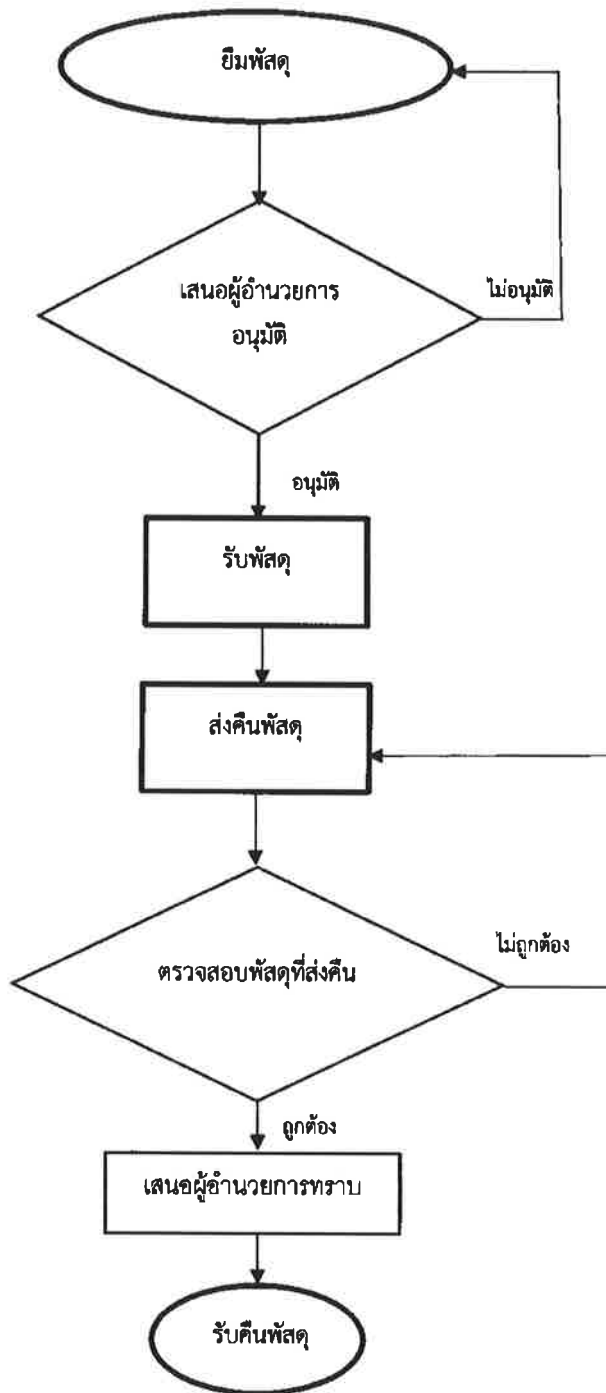 ยืมพัสดุ
เสนอผู้อำนวยการ
อนุมัติ
ไม่อนุมัติ
อนุมัติ
รับพัสดุ
ส่งคืนพัสดุ
ตรวจสอบพัสดุที่ส่งคืน
ไม่ถูกต้อง
ถูกต้อง
เสนอผู้อำนวยการทราบ
รับคืนพัสดุ